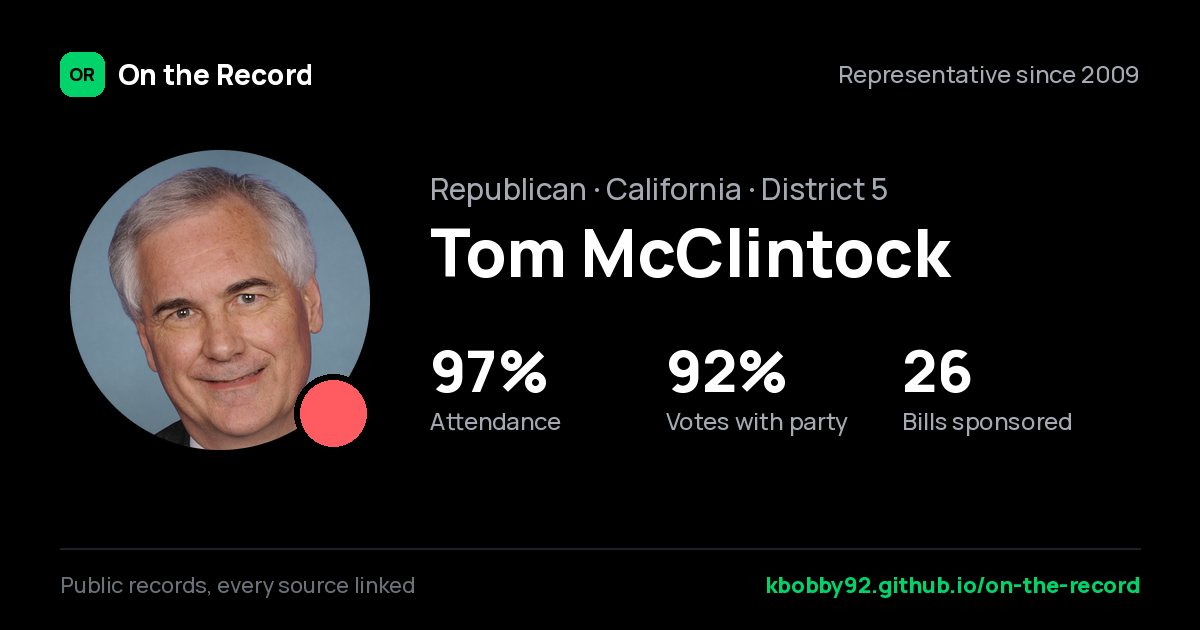 OR
On the Record
Representative since 2009
Republican · California · District 5
Tom McClintock
97%
Attendance
92%
Votes with party
26
Bills sponsored
Public records, every source linked
kbobby92.github.io/on-the-record